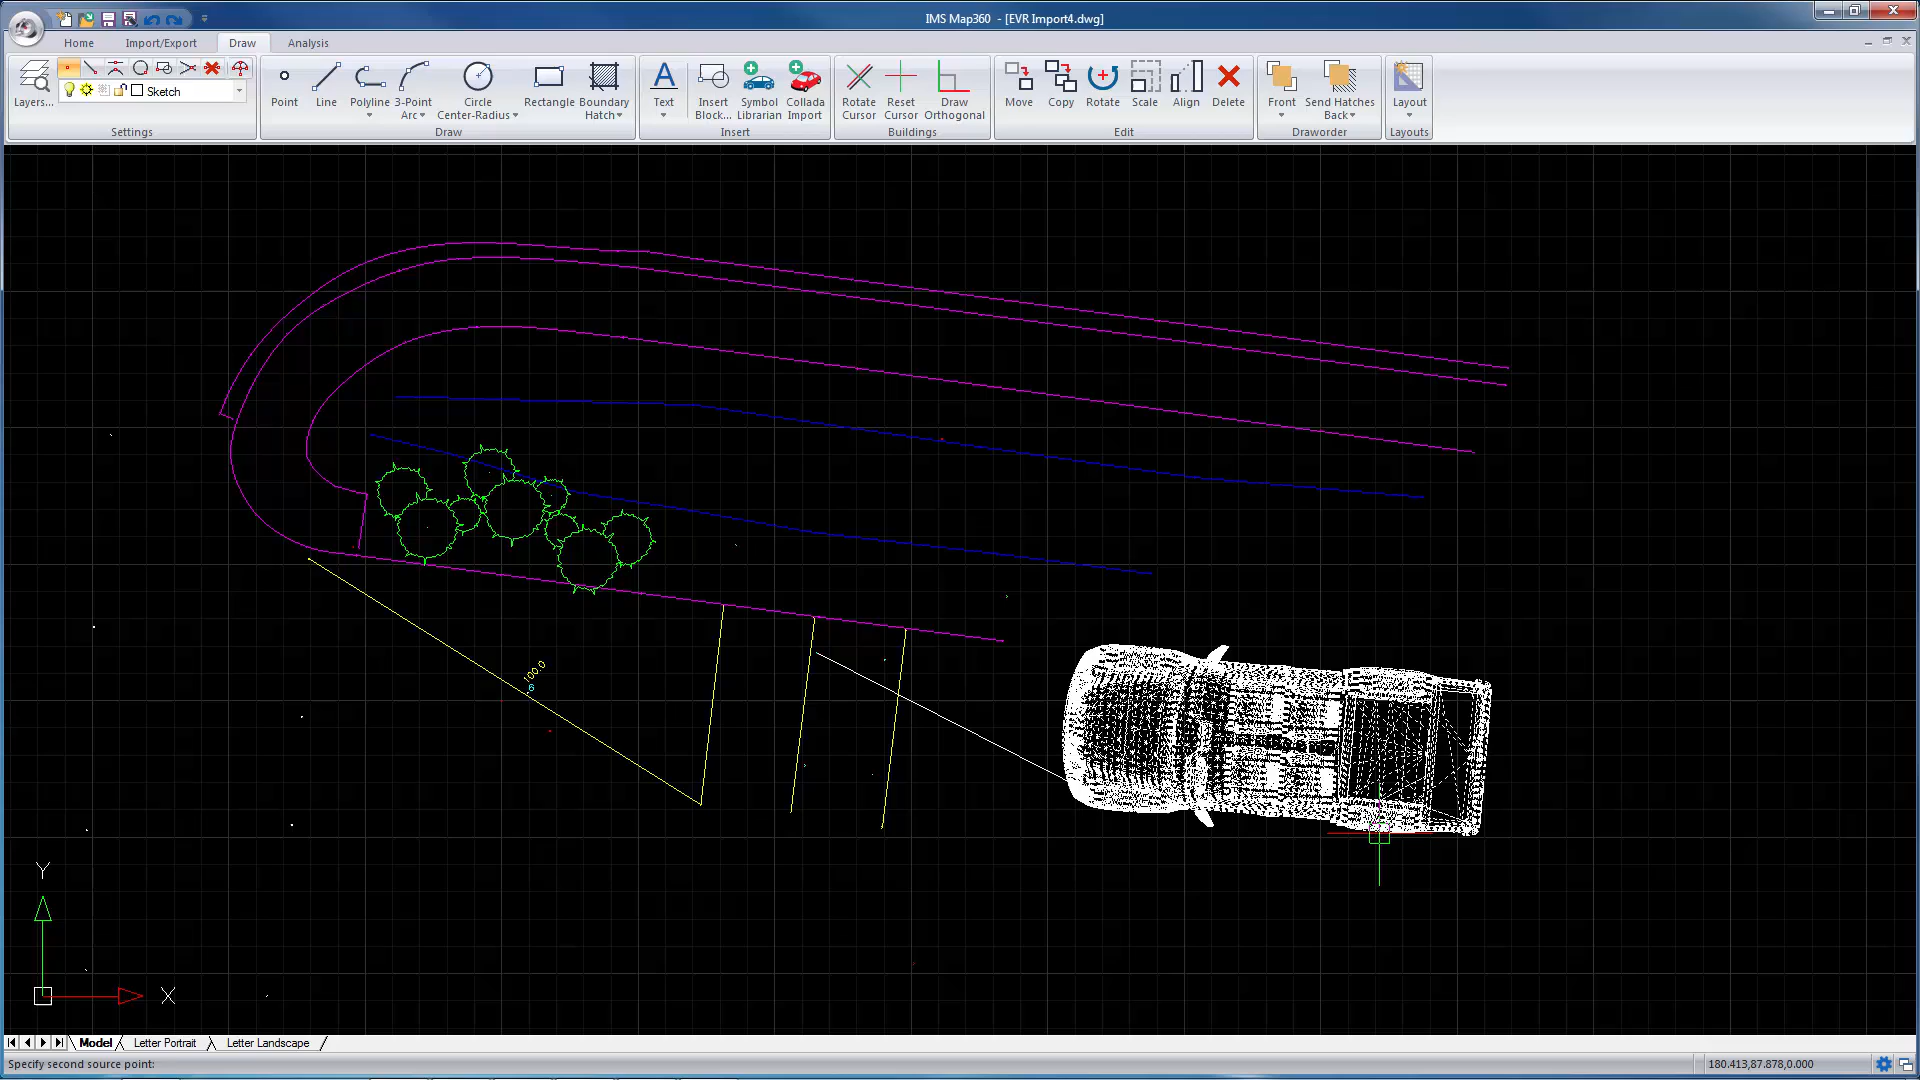 IMS Map360 - [EVR Import4.dwg]
Home
Import/Export
Draw
Analysis
Layers...
Sketch
Settings
Point
Line
Polyline
3-Point
Arc
Circle
Center-Radius
Rectangle
Boundary
Hatch
Draw
Text
Insert
Block...
Symbol
Librarian
Collada
Import
Insert
Rotate
Cursor
Reset
Cursor
Draw
Orthogonal
Buildings
Move
Copy
Rotate
Scale
Align
Delete
Edit
Front
Send Hatches
Back
Draworder
Layout
Layouts
100.0
6
Y
X
Model
Letter Portrait
Letter Landscape
Specify second source point:
180.413,87.878,0.000